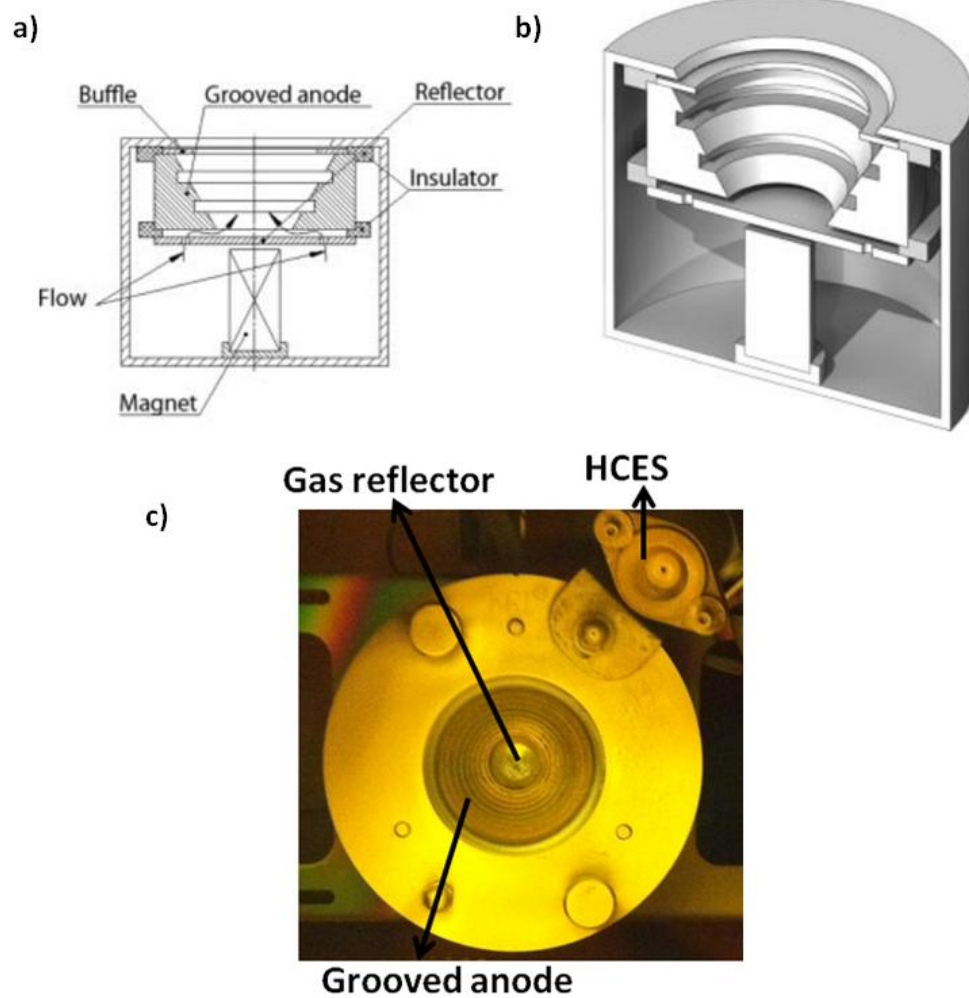 a)
b)
Buffle
Grooved anode
Reflector
Insulator
Flow
Magnet
Gas reflector
HCES
c)
Grooved anode